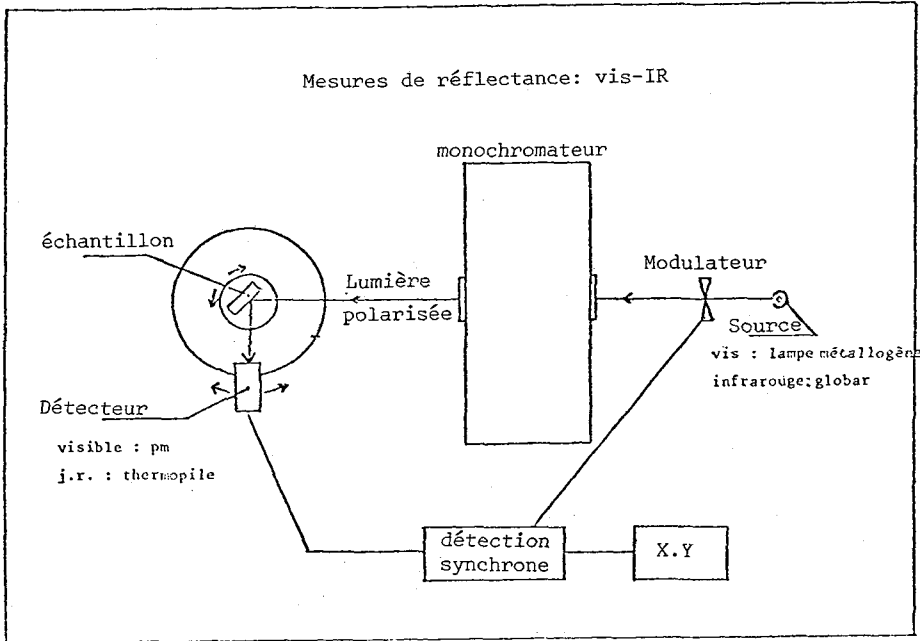 Mesures de réflectance: vis-IR
monochromateur
échantillon
Modulateur
Lumière
polarisée
Source
vis : lampe métallogène
infrarouge: globar
Détecteur
visible : pm
j.r. : thermopile
détection
synchrone
X.Y